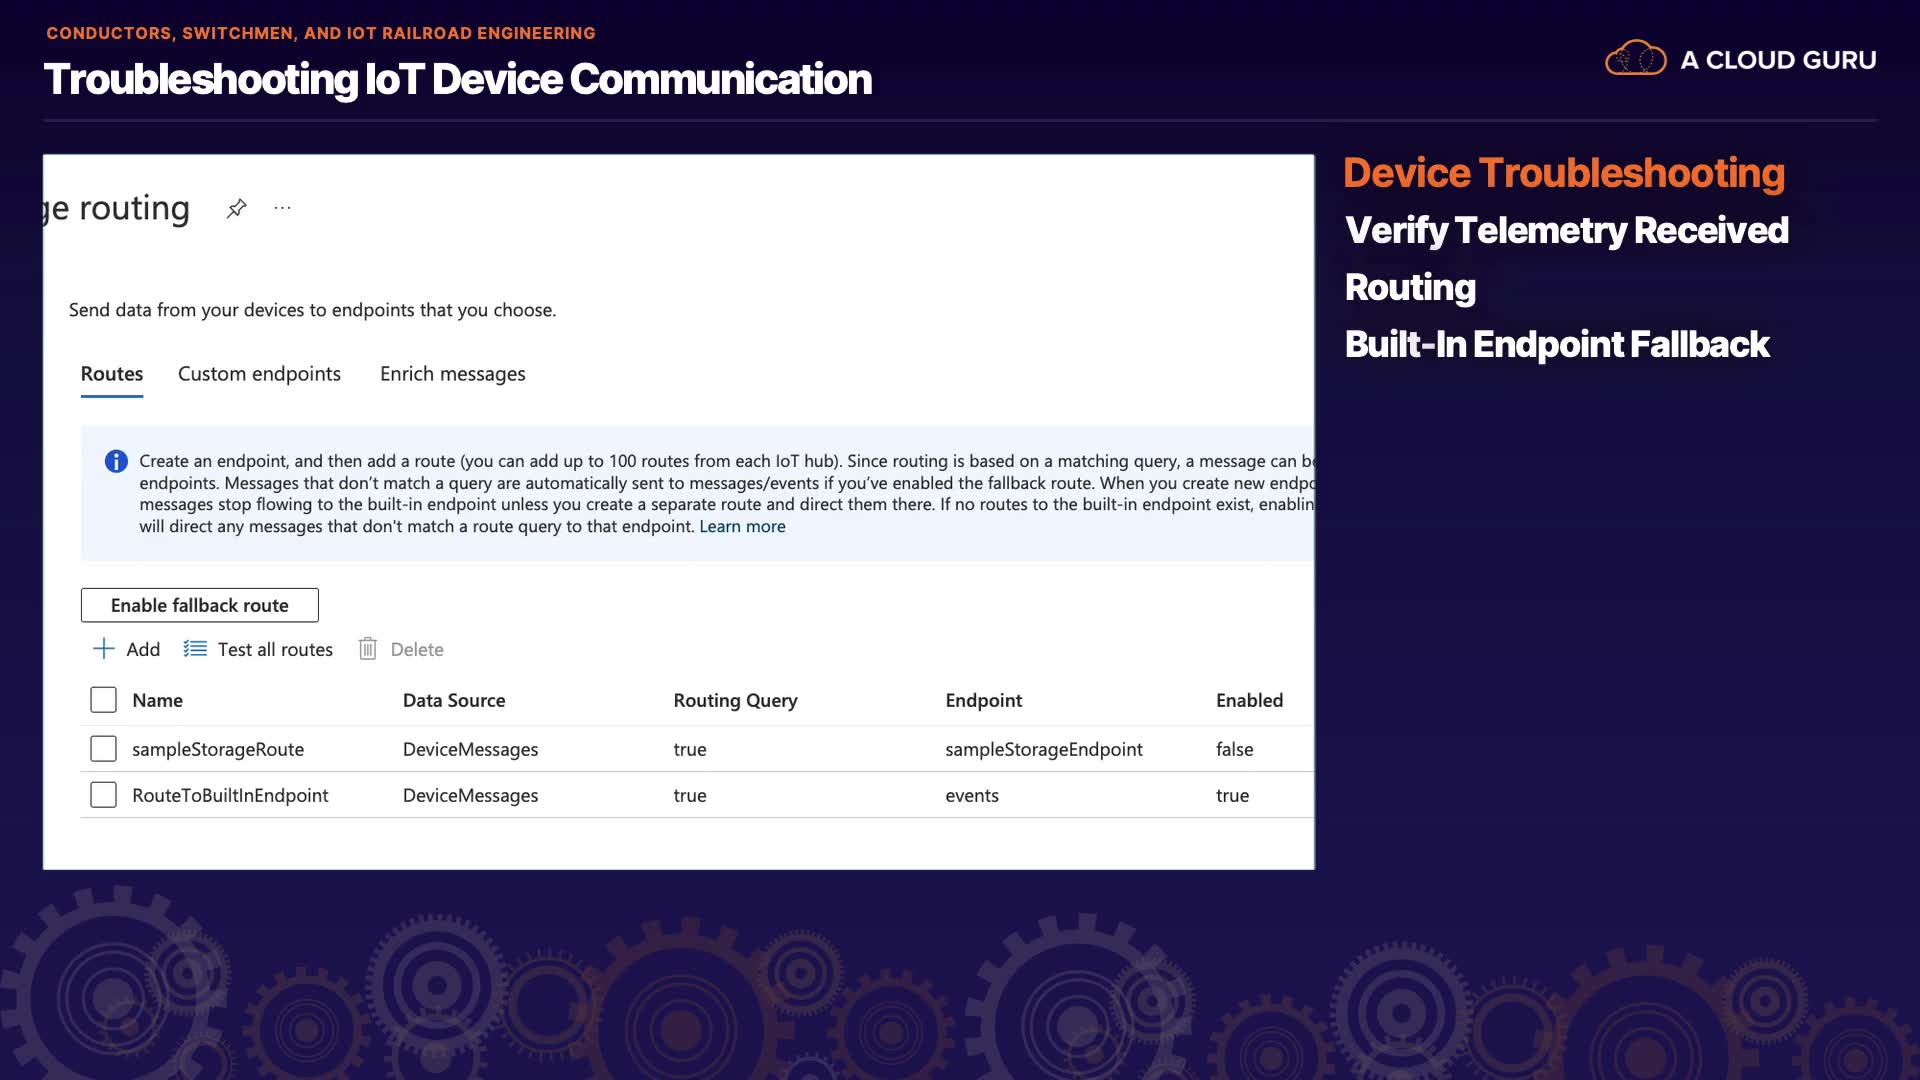 CONDUCTORS, SWITCHMEN, AND IOT RAILROAD ENGINEERING
Troubleshooting IoT Device Communication
A CLOUD GURU
ge routing
...
Send data from your devices to endpoints that you choose.
Routes Custom endpoints Enrich messages
Create an endpoint, and then add a route (you can add up to 100 routes from each IoT hub). Since routing is based on a matching query, a message can be
endpoints. Messages that don’t match a query are automatically sent to messages/events if you’ve enabled the fallback route. When you create new endpo
messages stop flowing to the built-in endpoint unless you create a separate route and direct them there. If no routes to the built-in endpoint exist, enablin
will direct any messages that don't match a route query to that endpoint. Learn more
Enable fallback route
Add Test all routes Delete
Name Data Source Routing Query Endpoint Enabled
sampleStorageRoute DeviceMessages true sampleStorageEndpoint false
RouteToBuiltInEndpoint DeviceMessages true events true
Device Troubleshooting
Verify Telemetry Received
Routing
Built-In Endpoint Fallback